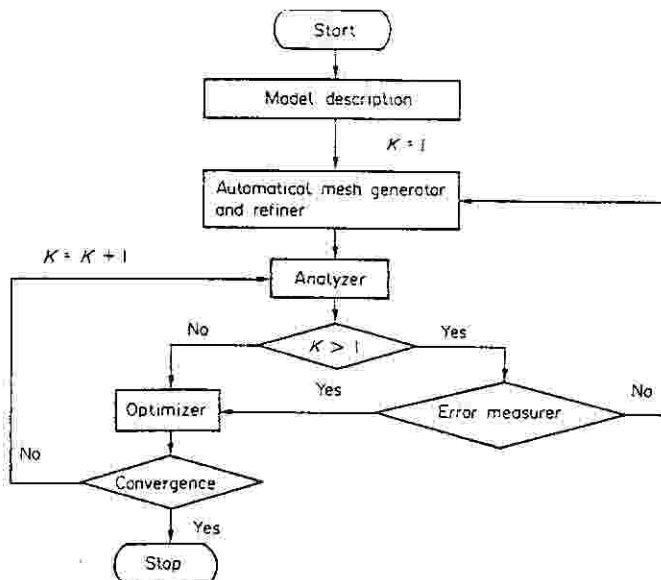 Start
Model description
K = 1
Automatical mesh generator
and refiner
K = K + 1
Analyzer
No
K > 1
Yes
Optimizer
Yes
Error measurer
No
No
Convergence
Yes
Stop